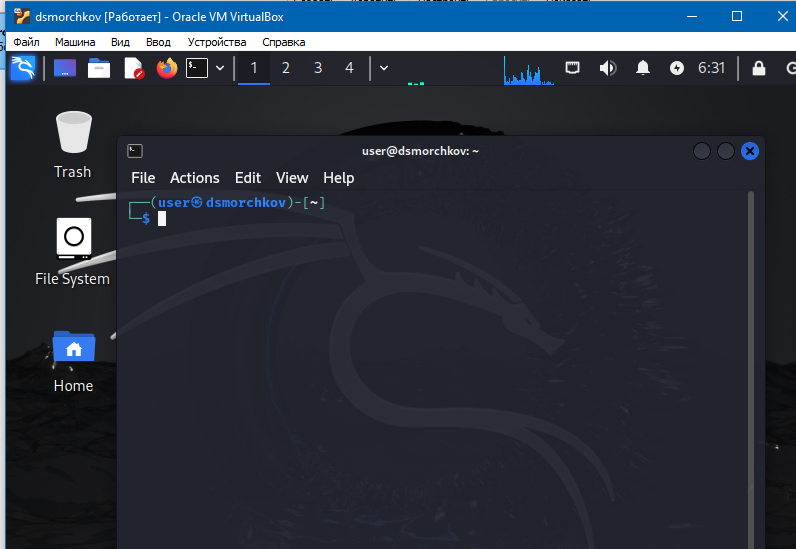 dsmorchkov [Работает] - Oracle VM VirtualBox
Файл Машина Вид Ввод Устройства Справка
1 2 3 4 6:31
Trash
File System
Home
user@dsmorchkov: ~
File Actions Edit View Help
┌──(user㉿dsmorchkov)-[~]
└─$